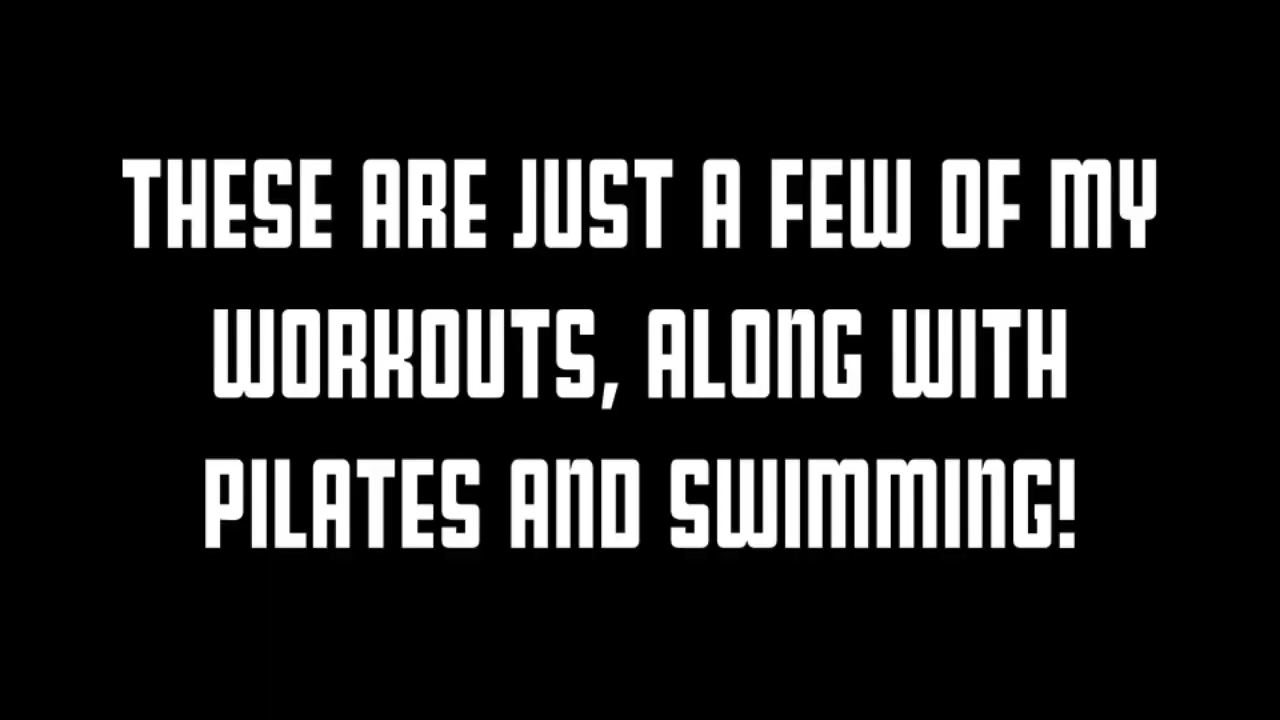 THESE ARE JUST A FEW OF MY
WORKOUTS, ALONG WITH
PILATES AND SWIMMING!